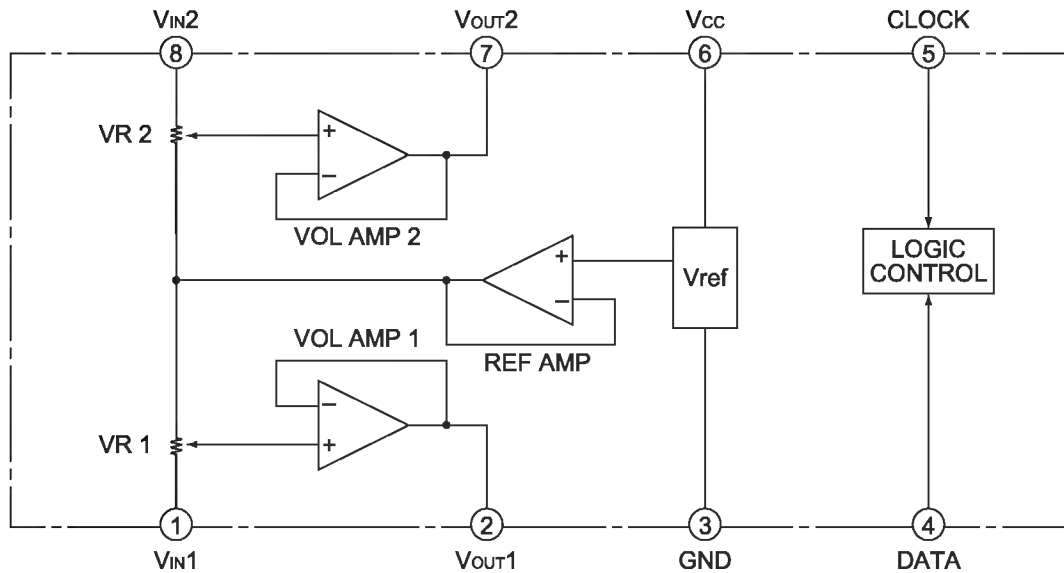 VIN2 VOUT2 VCC CLOCK
8 7 6 5
VR 2
+
−
VOL AMP 2
+
−
Vref
LOGIC
CONTROL
VOL AMP 1
REF AMP
−
+
VR 1
1 2 3 4
VIN1 VOUT1 GND DATA